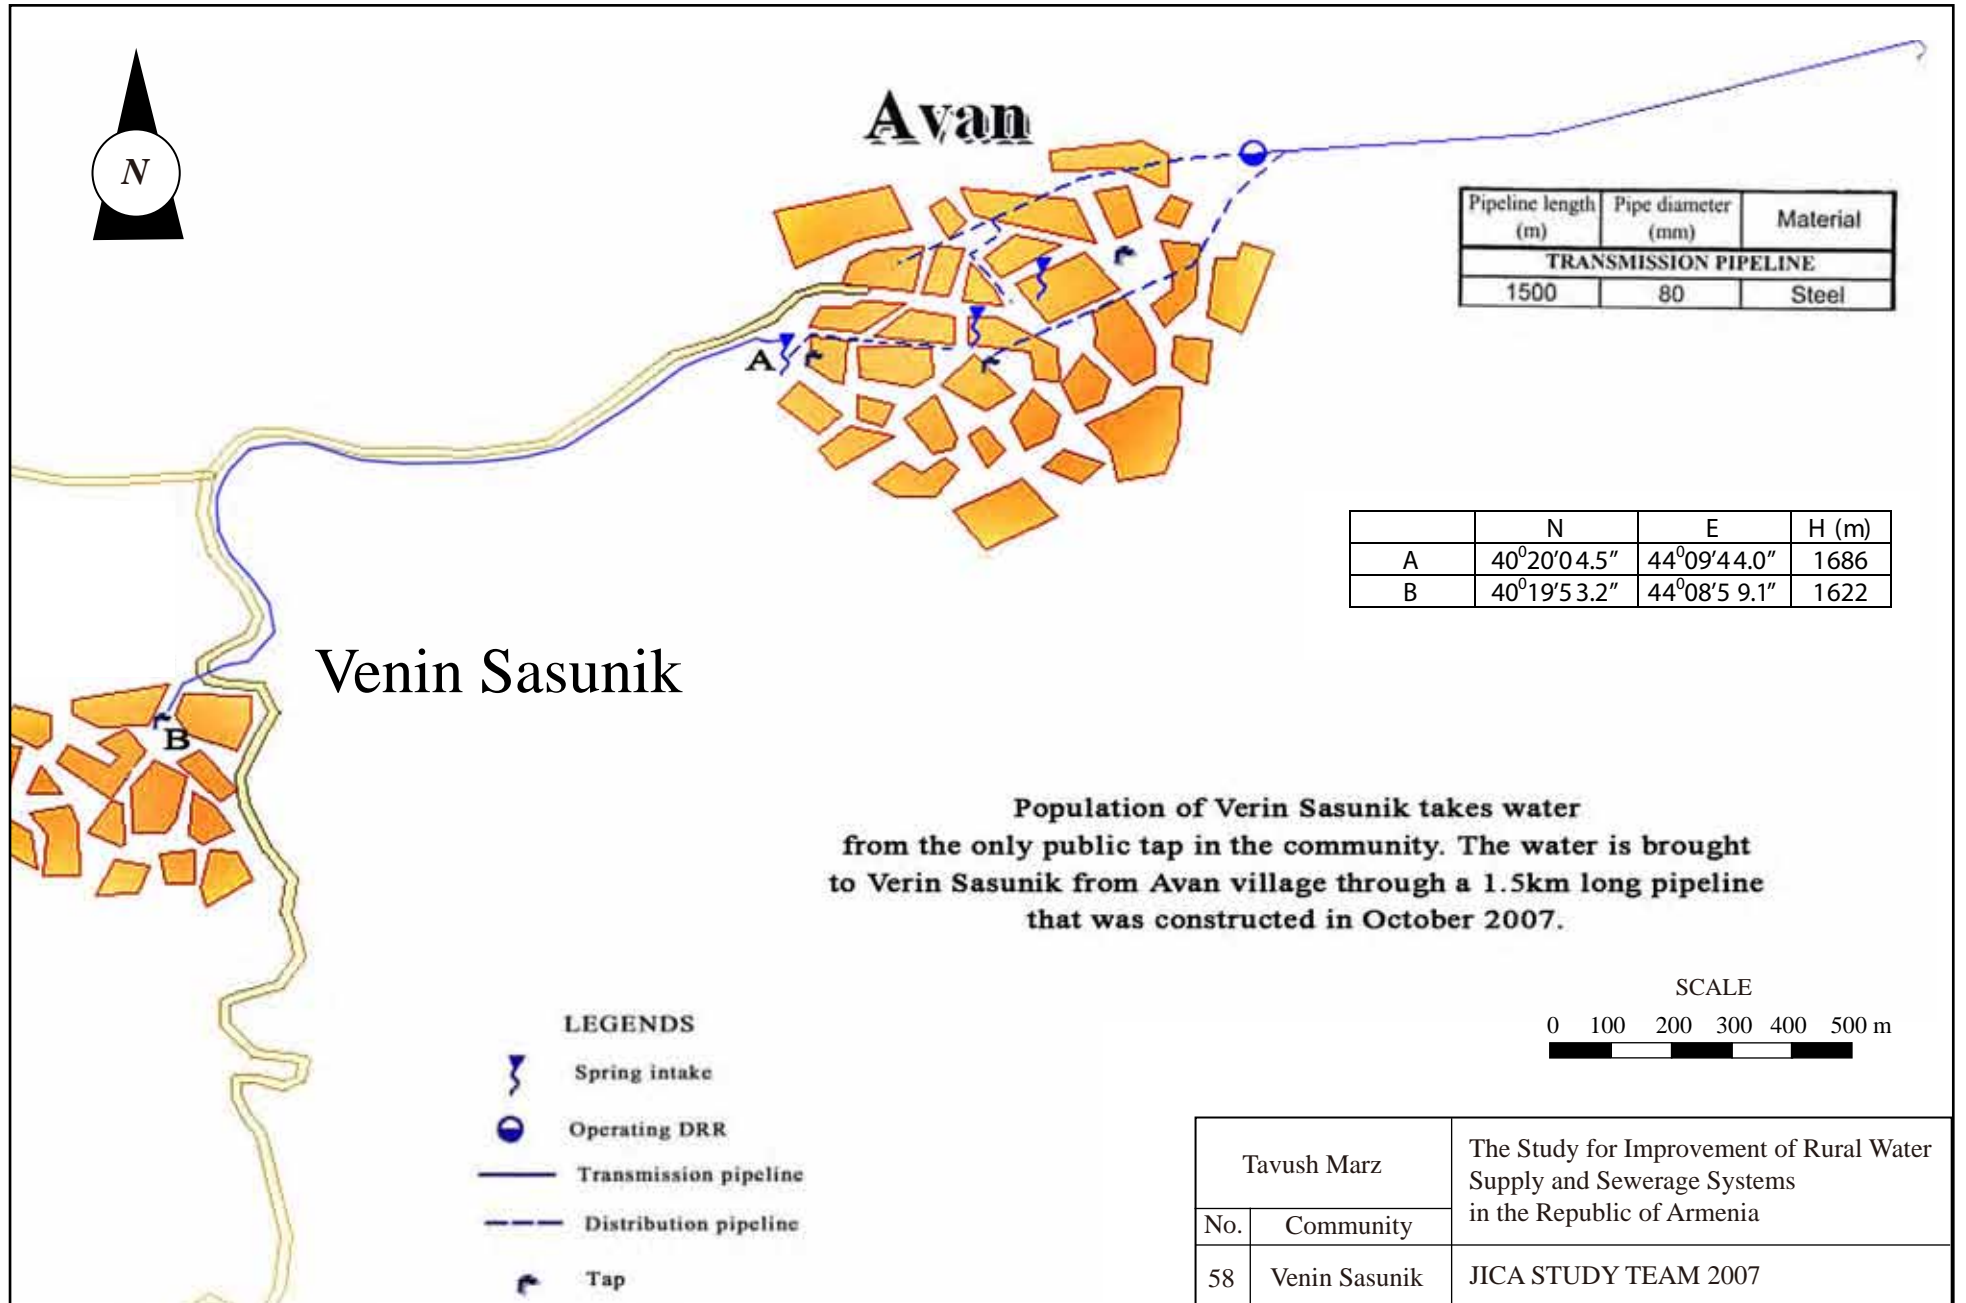 N
Avan
Pipeline length (m) Pipe diameter (mm) Material
TRANSMISSION PIPELINE
1500 80 Steel
A
N E H (m)
A 40⁰20'04.5" 44⁰09'44.0" 1686
B 40⁰19'53.2" 44⁰08'59.1" 1622
Venin Sasunik
B
Population of Verin Sasunik takes water
from the only public tap in the community. The water is brought
to Verin Sasunik from Avan village through a 1.5km long pipeline
that was constructed in October 2007.
SCALE
0 100 200 300 400 500 m
LEGENDS
Spring intake
Operating DRR
Transmission pipeline
Distribution pipeline
Tap
Tavush Marz
No. Community
58 Venin Sasunik
The Study for Improvement of Rural Water
Supply and Sewerage Systems
in the Republic of Armenia
JICA STUDY TEAM 2007